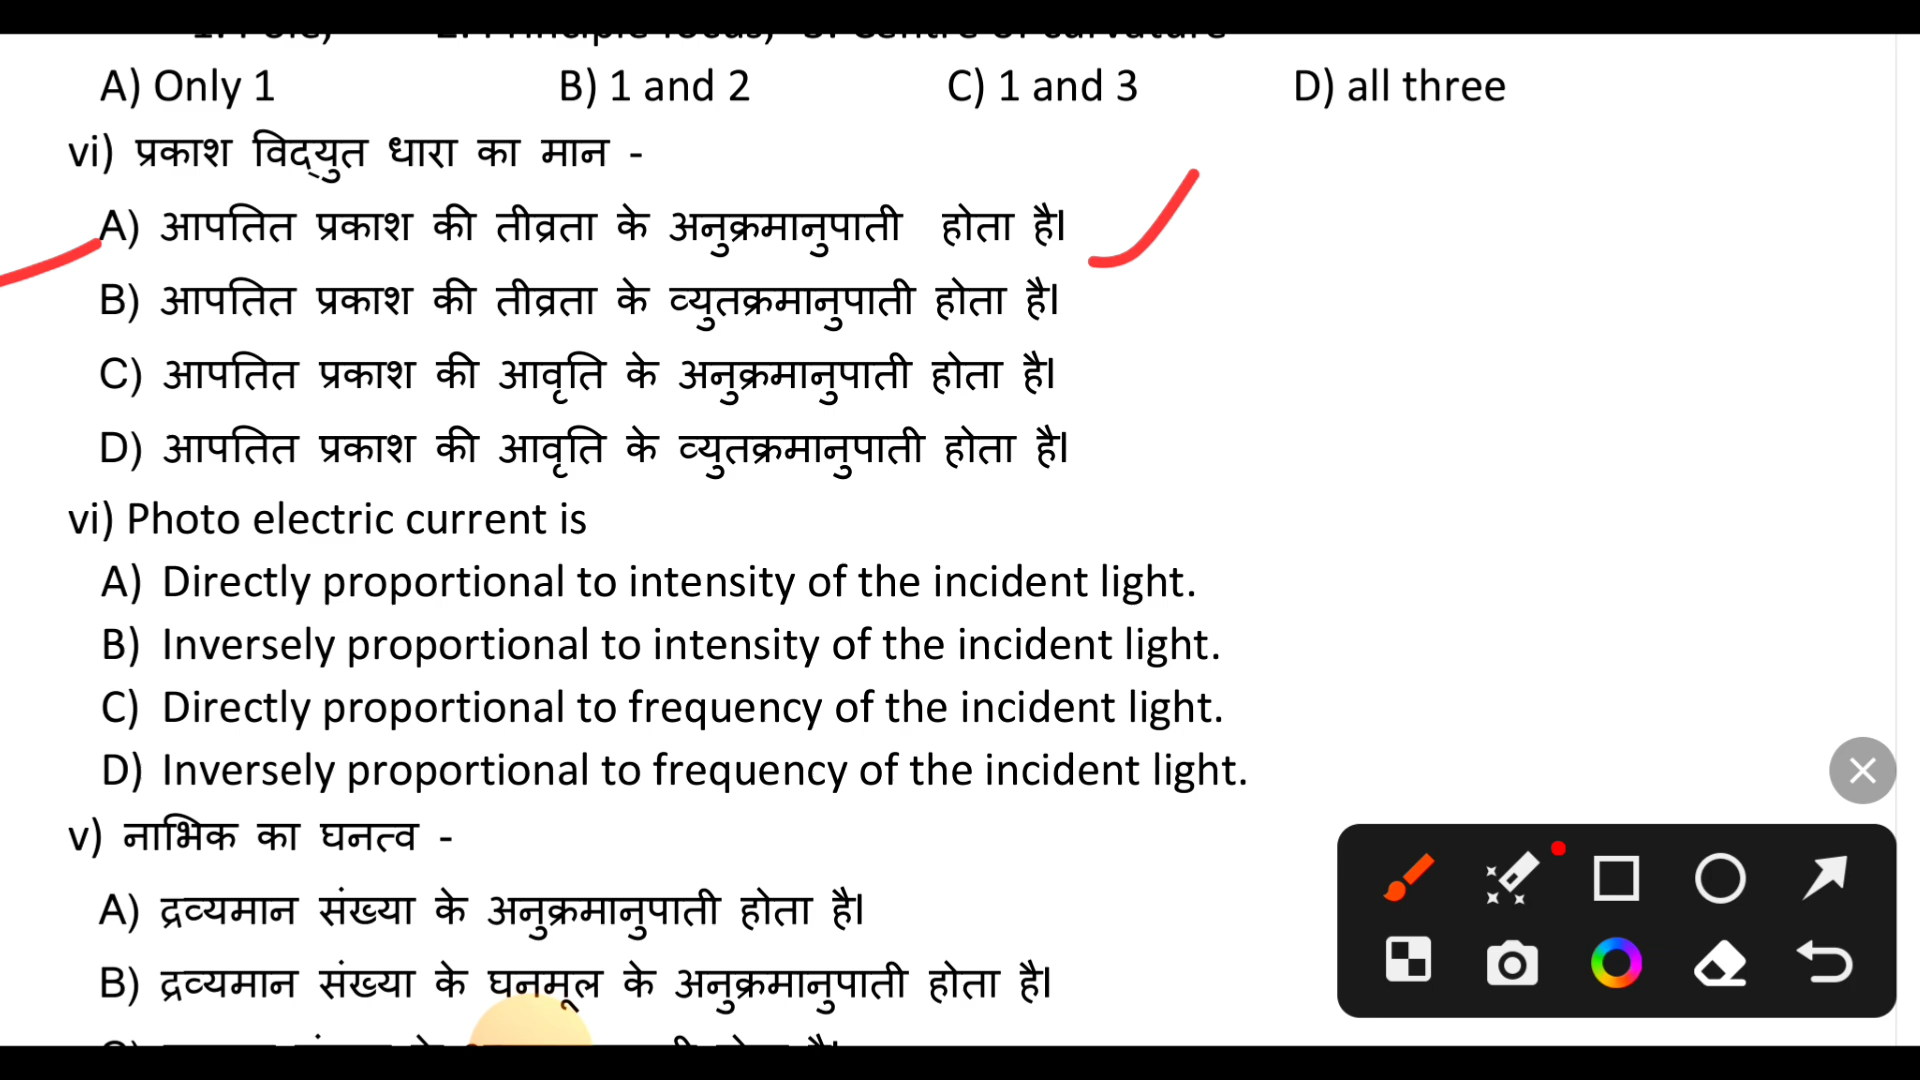 A) Only 1 B) 1 and 2 C) 1 and 3 D) all three
vi) प्रकाश विद्युत धारा का मान -
A) आपतित प्रकाश की तीव्रता के अनुक्रमानुपाती होता है।
B) आपतित प्रकाश की तीव्रता के व्युतक्रमानुपाती होता है।
C) आपतित प्रकाश की आवृति के अनुक्रमानुपाती होता है।
D) आपतित प्रकाश की आवृति के व्युतक्रमानुपाती होता है।
vi) Photo electric current is
A) Directly proportional to intensity of the incident light.
B) Inversely proportional to intensity of the incident light.
C) Directly proportional to frequency of the incident light.
D) Inversely proportional to frequency of the incident light.
v) नाभिक का घनत्व -
A) द्रव्यमान संख्या के अनुक्रमानुपाती होता है।
B) द्रव्यमान संख्या के घनमूल के अनुक्रमानुपाती होता है।